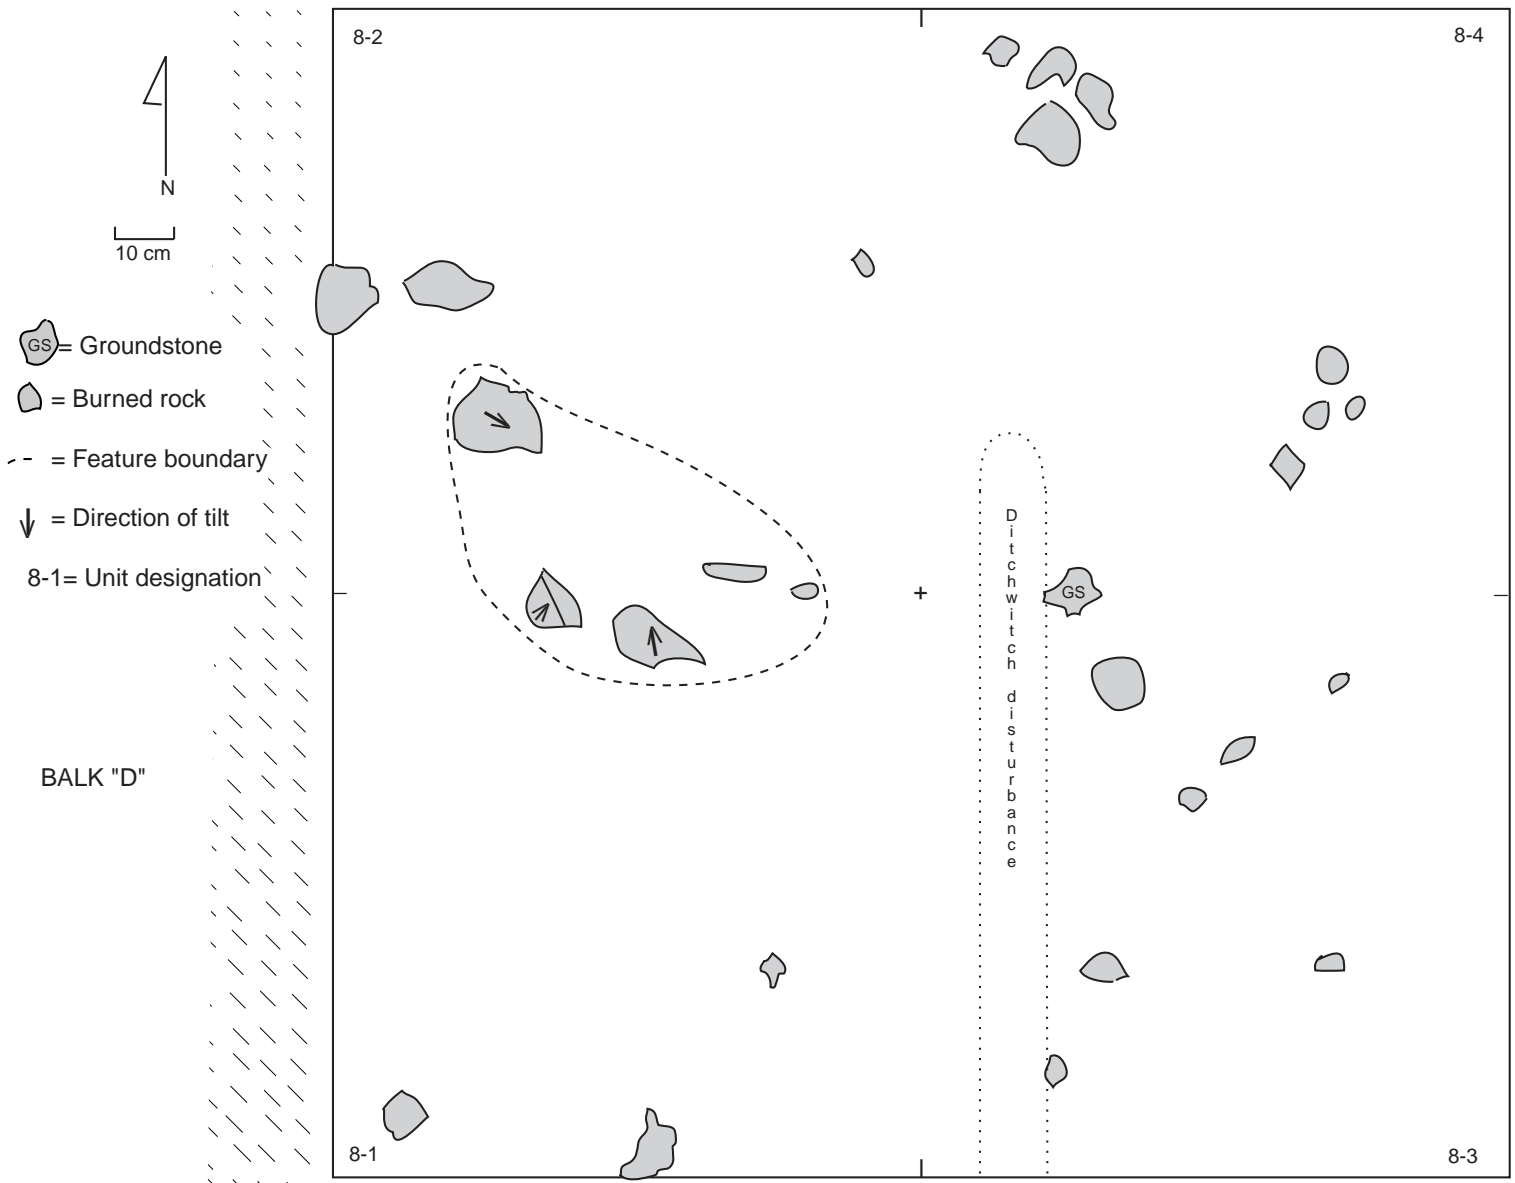 8-2
8-4
N
10 cm
GS = Groundstone
= Burned rock
= Feature boundary
= Direction of tilt
8-1= Unit designation
GS
Ditchwitch disturbance
BALK "D"
8-1
8-3